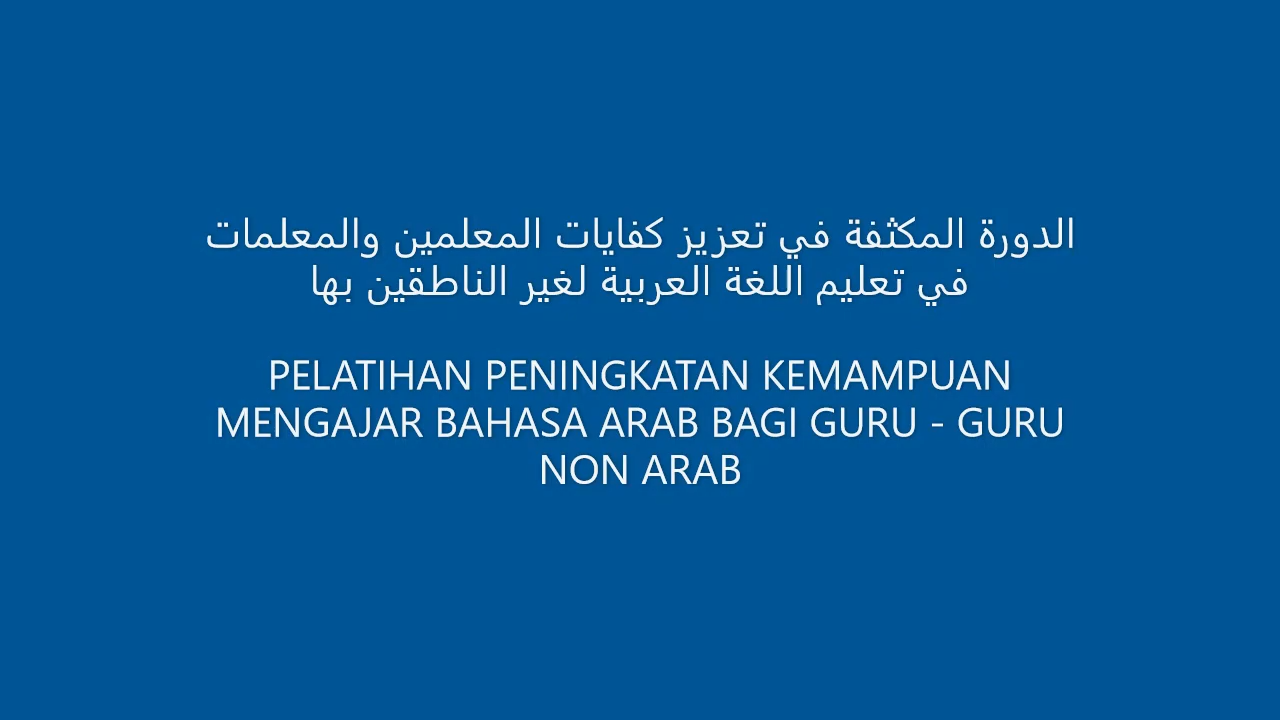 الدورة المكثفة في تعزيز كفايات المعلمين والمعلمات
في تعليم اللغة العربية لغير الناطقين بها
PELATIHAN PENINGKATAN KEMAMPUAN
MENGAJAR BAHASA ARAB BAGI GURU - GURU
NON ARAB